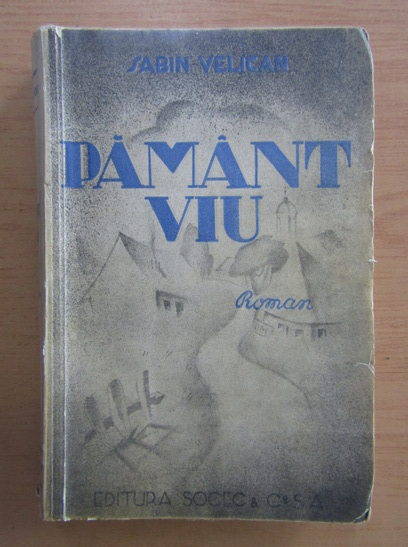 SABIN VELICAN
PĂMÂNT
VIU
Roman
EDITURA SOCEC & Co S.A.